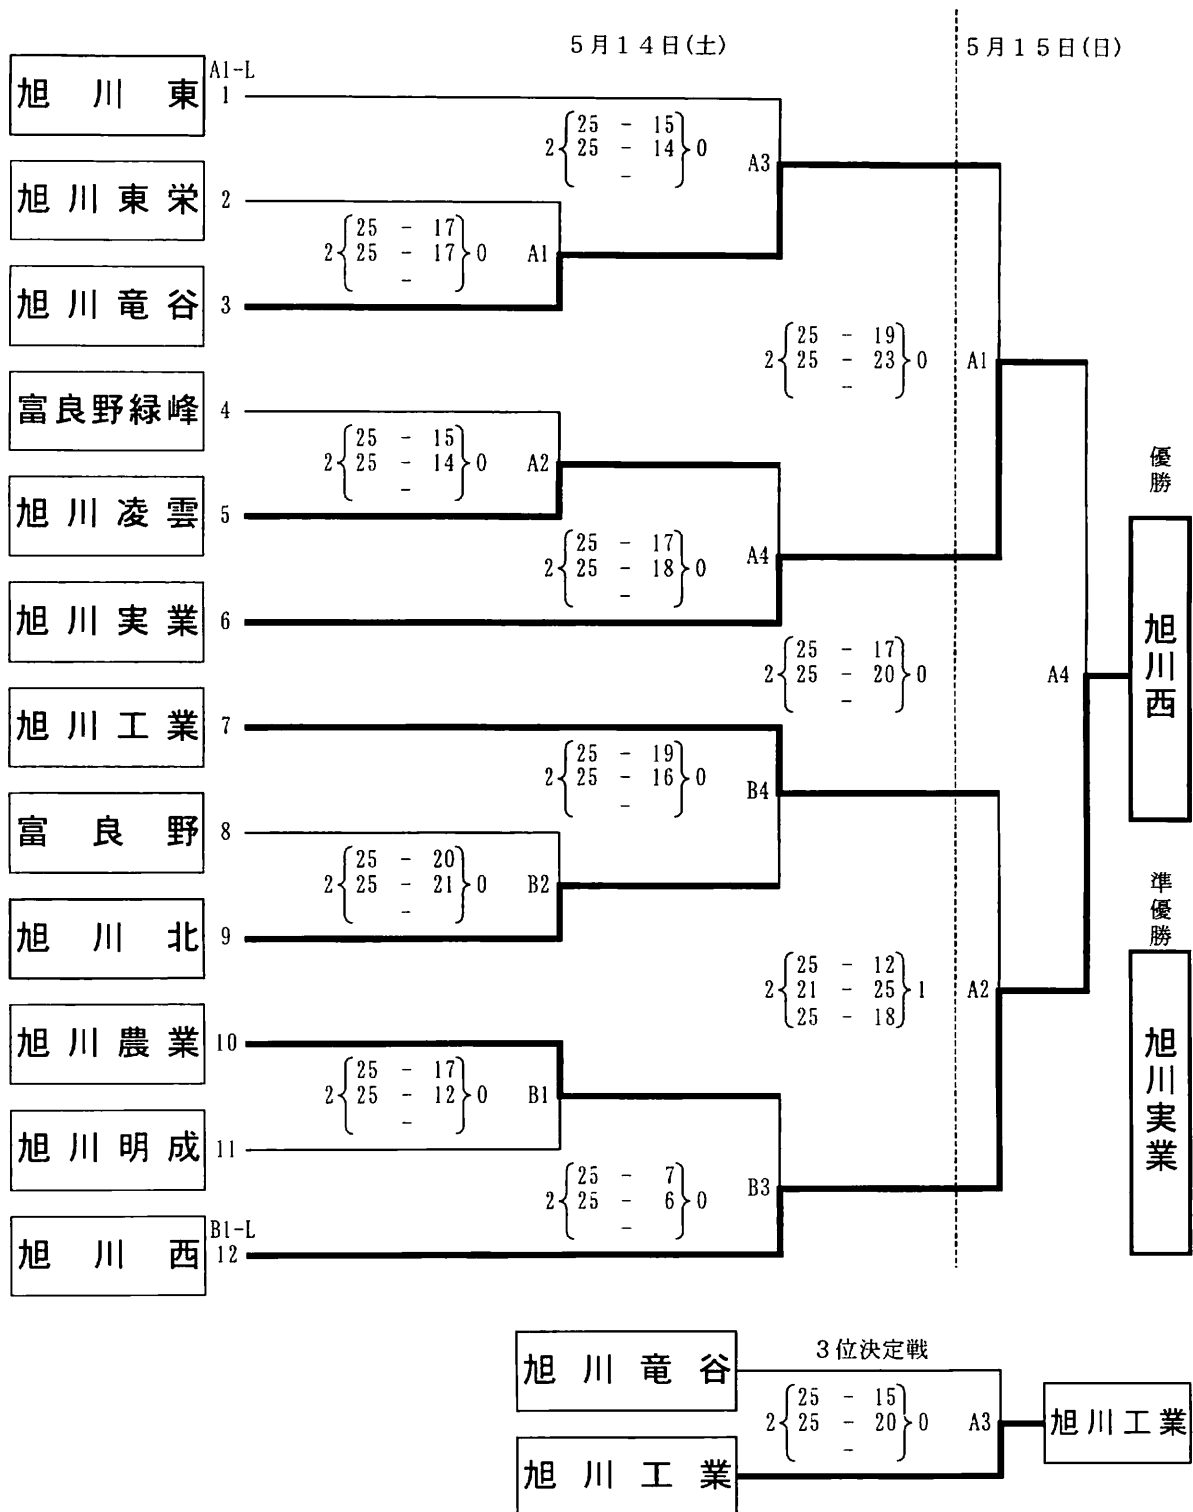 5月14日(土)
5月15日(日)
旭川東
A1-L
1
2{25 - 15}0
25 - 14
-
A3
旭川東栄
2
2{25 - 17}0
25 - 17
-
A1
旭川竜谷
3
2{25 - 19}0
25 - 23
-
A1
富良野緑峰
4
2{25 - 15}0
25 - 14
-
A2
旭川凌雲
5
2{25 - 17}0
25 - 18
-
A4
旭川実業
6
2{25 - 17}0
25 - 20
-
A4
旭川工業
7
2{25 - 19}0
25 - 16
-
B4
富良野
8
2{25 - 20}0
25 - 21
-
B2
旭川北
9
2{25 - 12}1
21 - 25
25 - 18
A2
旭川農業
10
2{25 - 17}0
25 - 12
-
B1
旭川明成
11
2{25 - 7}0
25 - 6
-
B3
旭川西
B1-L
12
優勝
旭川西
準優勝
旭川実業
3位決定戦
旭川竜谷
2{25 - 15}0
25 - 20
-
A3
旭川工業
旭川工業